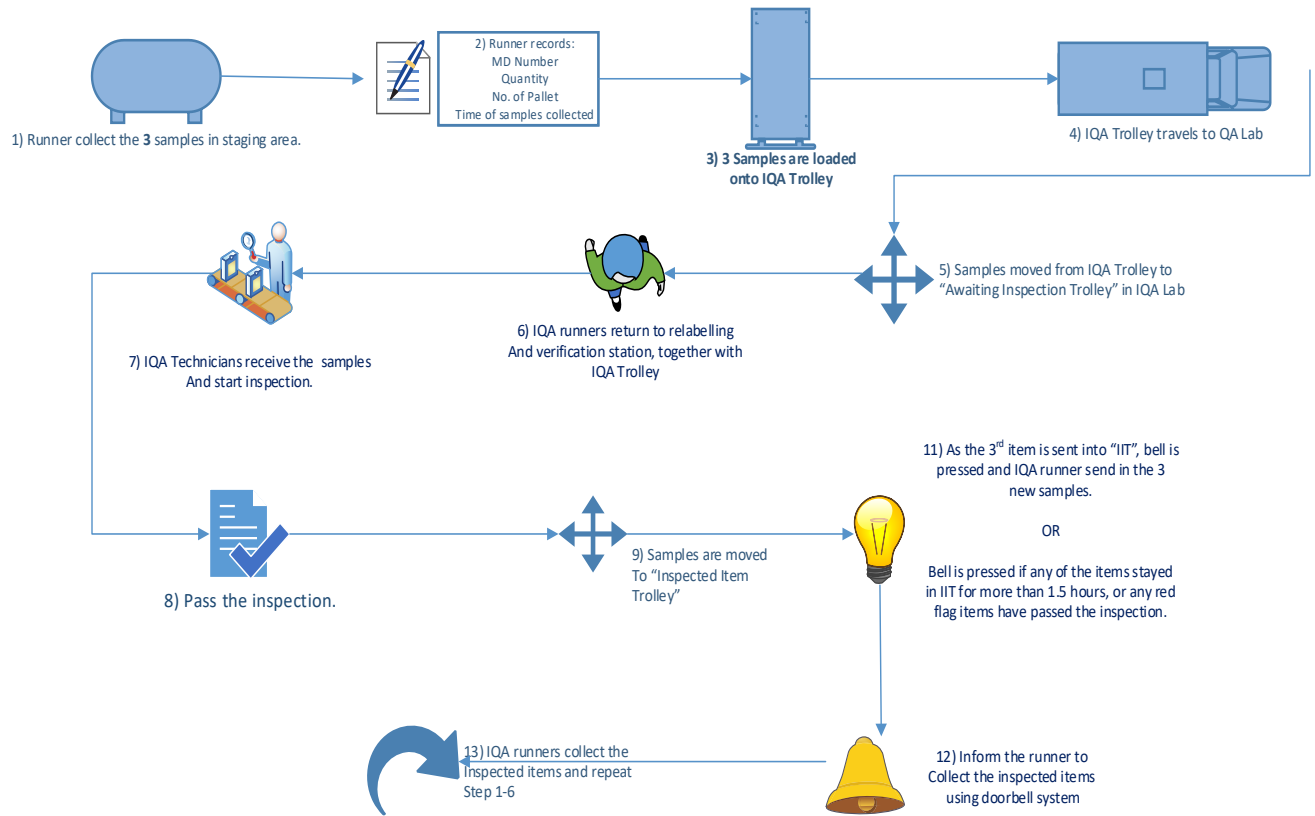 1) Runner collect the 3 samples in staging area.
2) Runner records:
MD Number
Quantity
No. of Pallet
Time of samples collected
3) 3 Samples are loaded
onto IQA Trolley
4) IQA Trolley travels to QA Lab
5) Samples moved from IQA Trolley to
“Awaiting Inspection Trolley” in IQA Lab
6) IQA runners return to relabelling
And verification station, together with
IQA Trolley
7) IQA Technicians receive the samples
And start inspection.
8) Pass the inspection.
9) Samples are moved
To “Inspected Item
Trolley”
11) As the 3rd item is sent into “IIT”, bell is
pressed and IQA runner send in the 3
new samples.
OR
Bell is pressed if any of the items stayed
in IIT for more than 1.5 hours, or any red
flag items have passed the inspection.
12) Inform the runner to
Collect the inspected items
using doorbell system
13) IQA runners collect the
Inspected items and repeat
Step 1-6